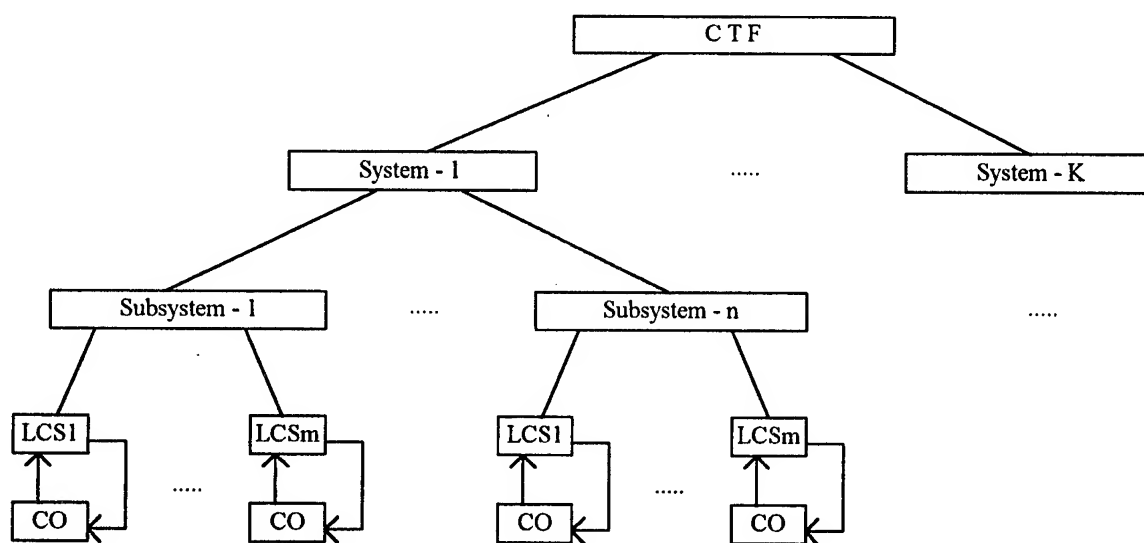 C T F
System - 1 ..... System - K
Subsystem - 1 ..... Subsystem - n .....
LCS1 LCSm LCS1 LCSm
..... .....
CO CO CO CO